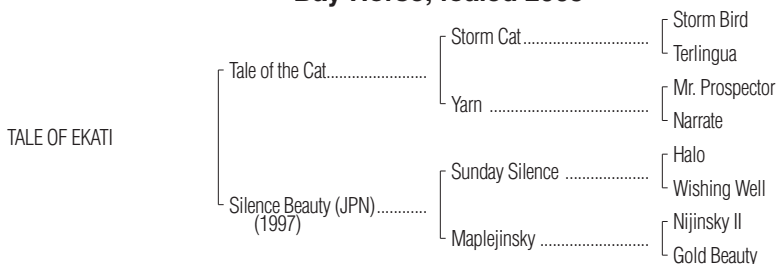 Bay Horse, foaled
Storm Bird
Storm Cat..............................
Terlingua
Tale of the Cat........................
Mr. Prospector
Yarn ......................................
Narrate
TALE OF EKATI
Halo
Sunday Silence ....................
Wishing Well
Silence Beauty (JPN)............
(1997)
Nijinsky II
Maplejinsky ..........................
Gold Beauty